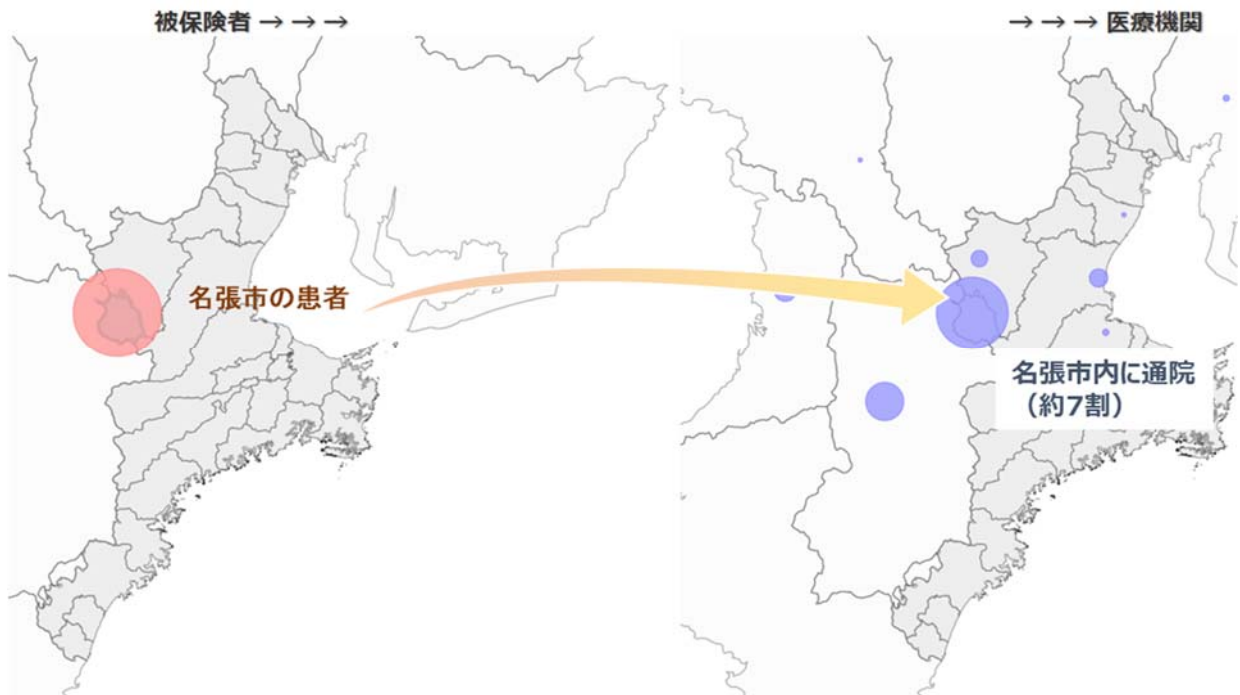 被保険者 → → →
→ → → 医療機関
名張市の患者
名張市内に通院
（約7割）